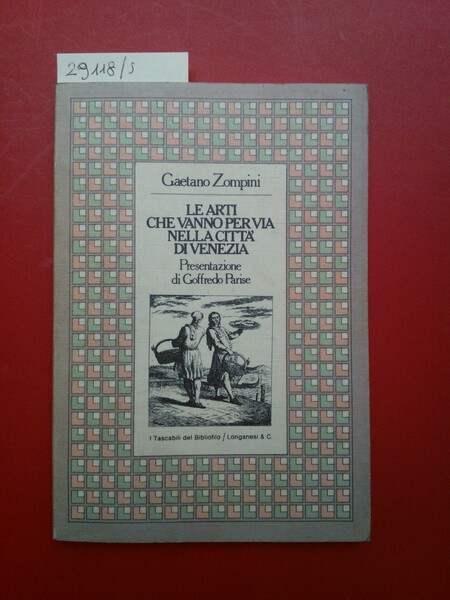 29118/s
Gaetano Zompini
LE ARTI
CHE VANNO PER VIA
NELLA CITTA'
DI VENEZIA
Presentazione
di Goffredo Parise
I Tascabili del Bibliofilo / Longanesi & C.